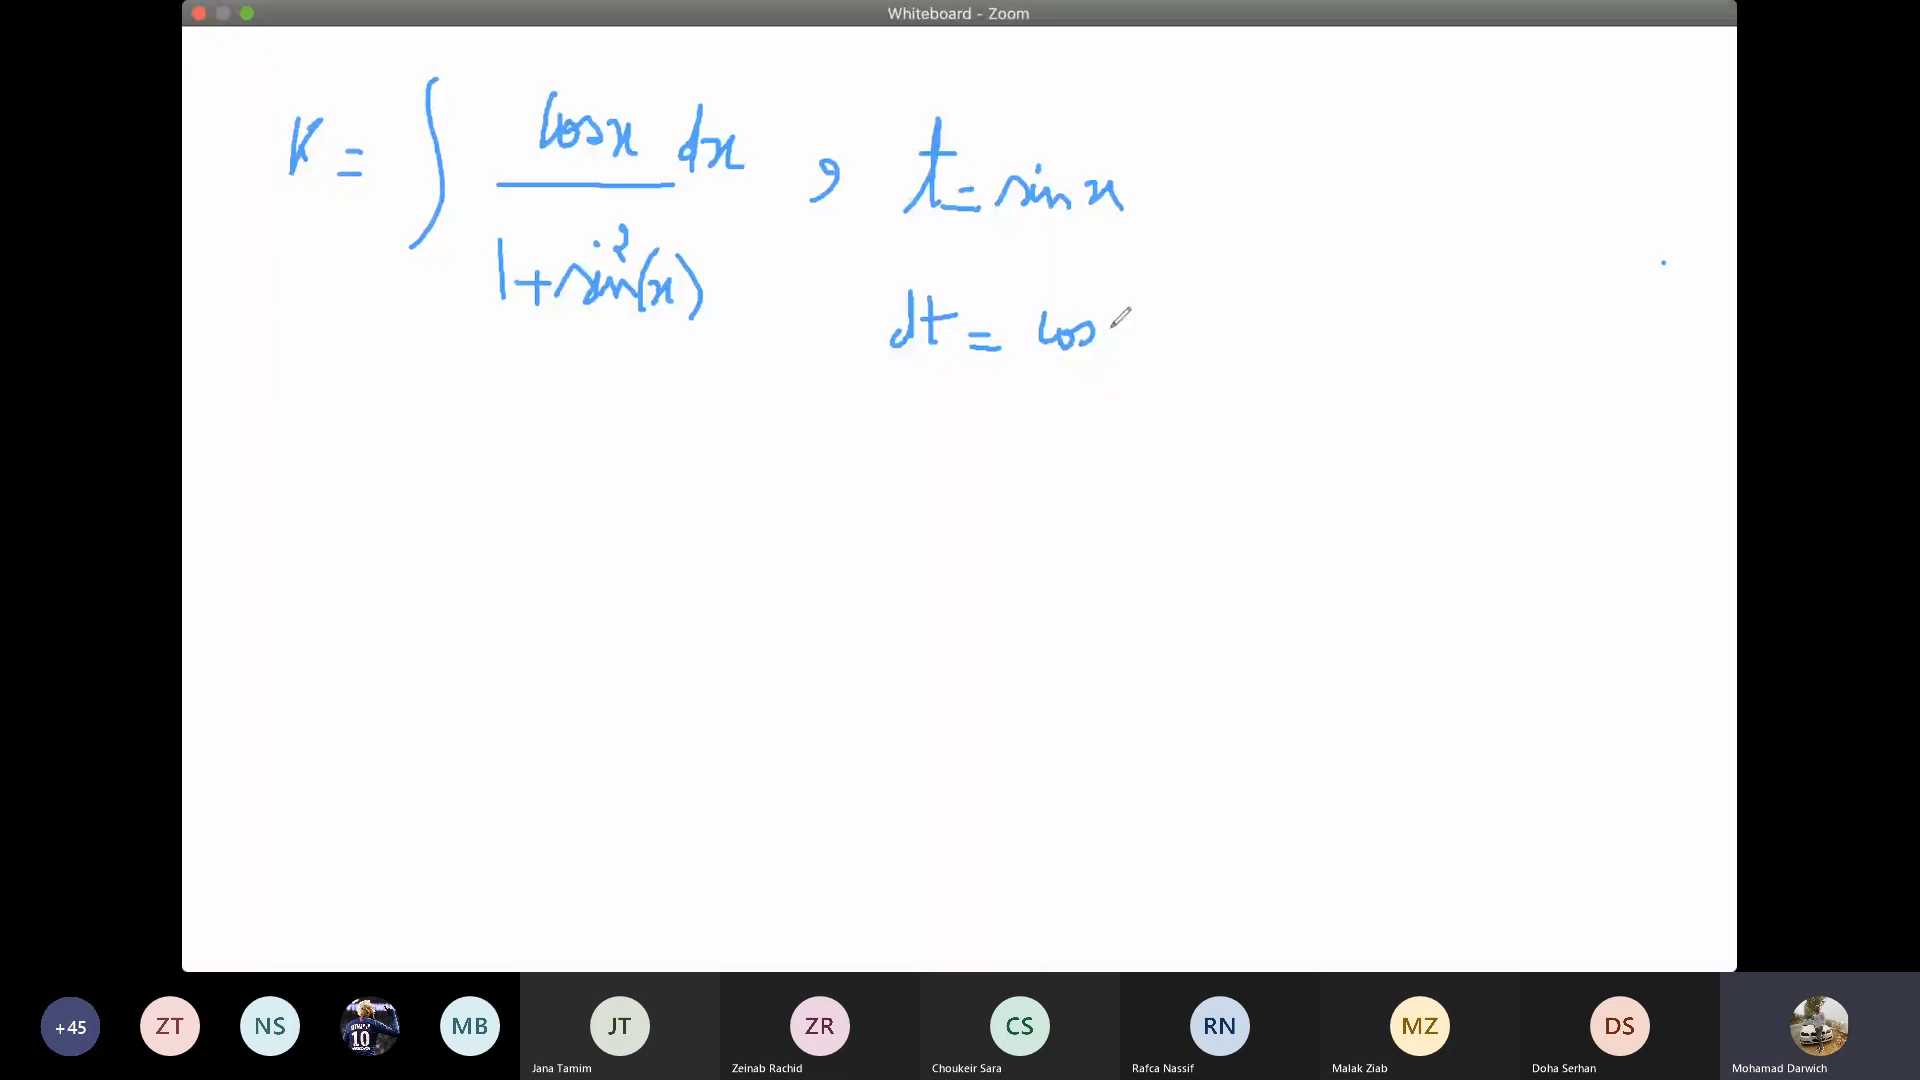 Whiteboard - Zoom
K = ∫ cosx/(1+sin²(x)) dx , t = sin x
dt = cos
+45
ZT
NS
10
MB
JT
ZR
CS
RN
MZ
DS
Jana Tamim
Zeinab Rachid
Choukeir Sara
Rafca Nassif
Malak Ziab
Doha Serhan
Mohamad Darwich